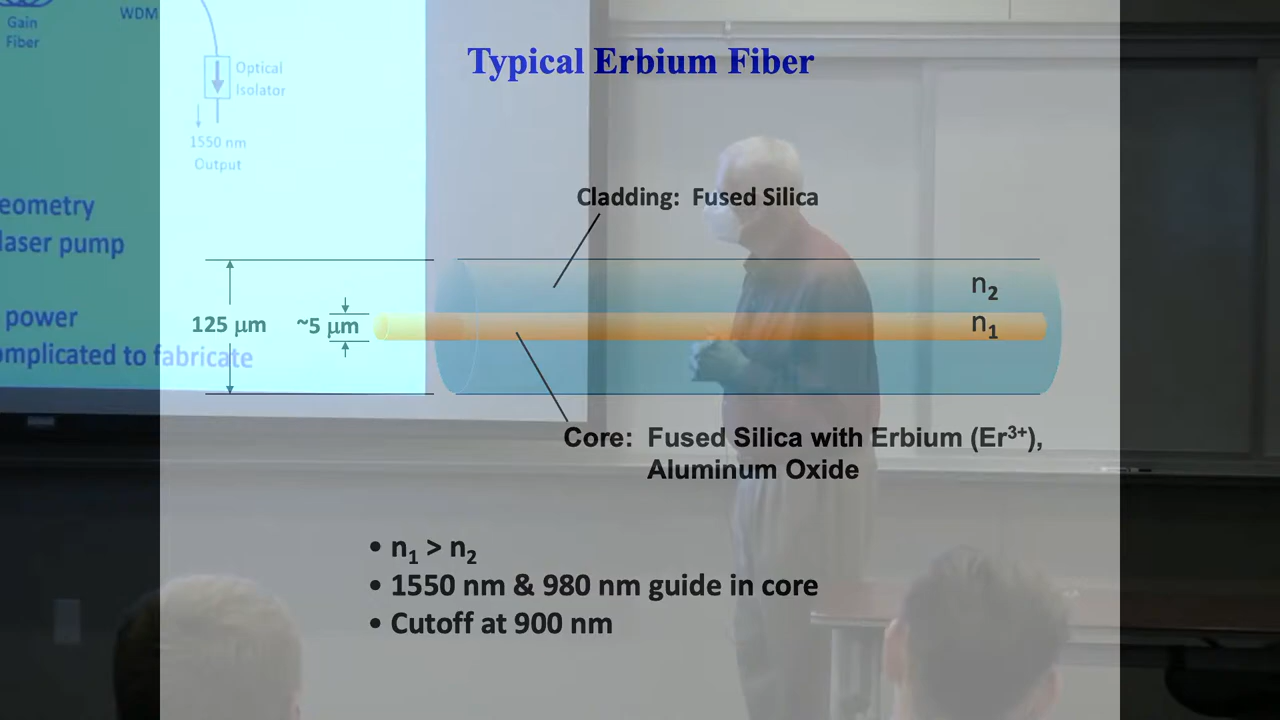 Gain
Fiber
WDM
Optical
Isolator
1550 nm
Output
eometry
laser pump
power
omplicated to fabricate
Typical Erbium Fiber
Cladding: Fused Silica
n2
n1
125 μm
~5 μm
Core: Fused Silica with Erbium (Er3+),
Aluminum Oxide
• n1 > n2
• 1550 nm & 980 nm guide in core
• Cutoff at 900 nm